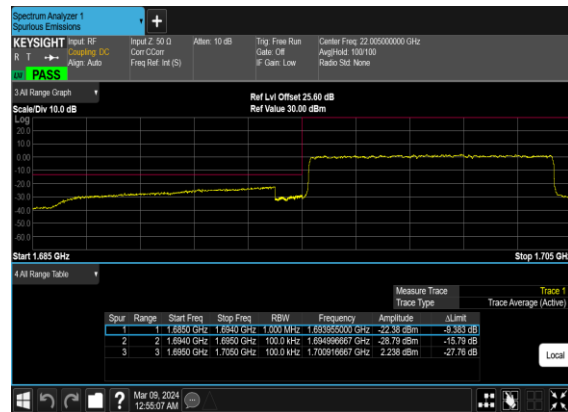 Spectrum Analyzer 1
Spurious Emissions
KEYSIGHT Input: RF Input Z: 50 Ω Atten: 10 dB Trig: Free Run Center Freq: 22.005000000 GHz
R T Coupling: DC Corr CCorr Gate: Off Avg|Hold: 100/100
Align: Auto Freq Ref: Int (S) IF Gain: Low Radio Std: None
PASS
3 All Range Graph
Ref Lvl Offset 25.60 dB
Scale/Div 10.0 dB Ref Value 30.00 dBm
Log
20.0
10.0
0.00
-10.0
-20.0
-30.0
-40.0
-50.0
-60.0
Start 1.685 GHz Stop 1.705 GH
4 All Range Table
Measure Trace Trace 1
Trace Type Trace Average (Active)
Spur Range Start Freq Stop Freq RBW Frequency Amplitude ΔLimit
1 1 1.6850 GHz 1.6940 GHz 1.000 MHz 1.693955000 GHz -22.38 dBm -9.383 dB
2 2 1.6940 GHz 1.6950 GHz 100.0 kHz 1.694996667 GHz -28.79 dBm -15.79 dB
3 3 1.6950 GHz 1.7050 GHz 100.0 kHz 1.700916667 GHz 2.238 dBm -27.76 dB
Local
Mar 09, 2024
12:55:07 AM